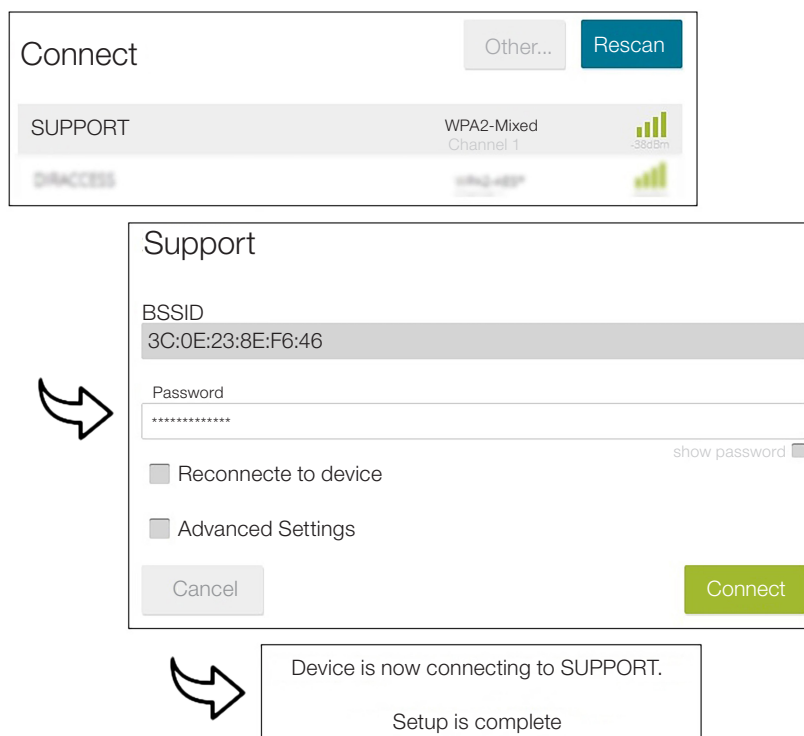 Connect
Other...
Rescan
SUPPORT
WPA2-Mixed
Channel 1
-38dBm
DIRACCESS
Support
BSSID
3C:0E:23:8E:F6:46
Password
*************
show password
Reconnecte to device
Advanced Settings
Cancel
Connect
Device is now connecting to SUPPORT.
Setup is complete